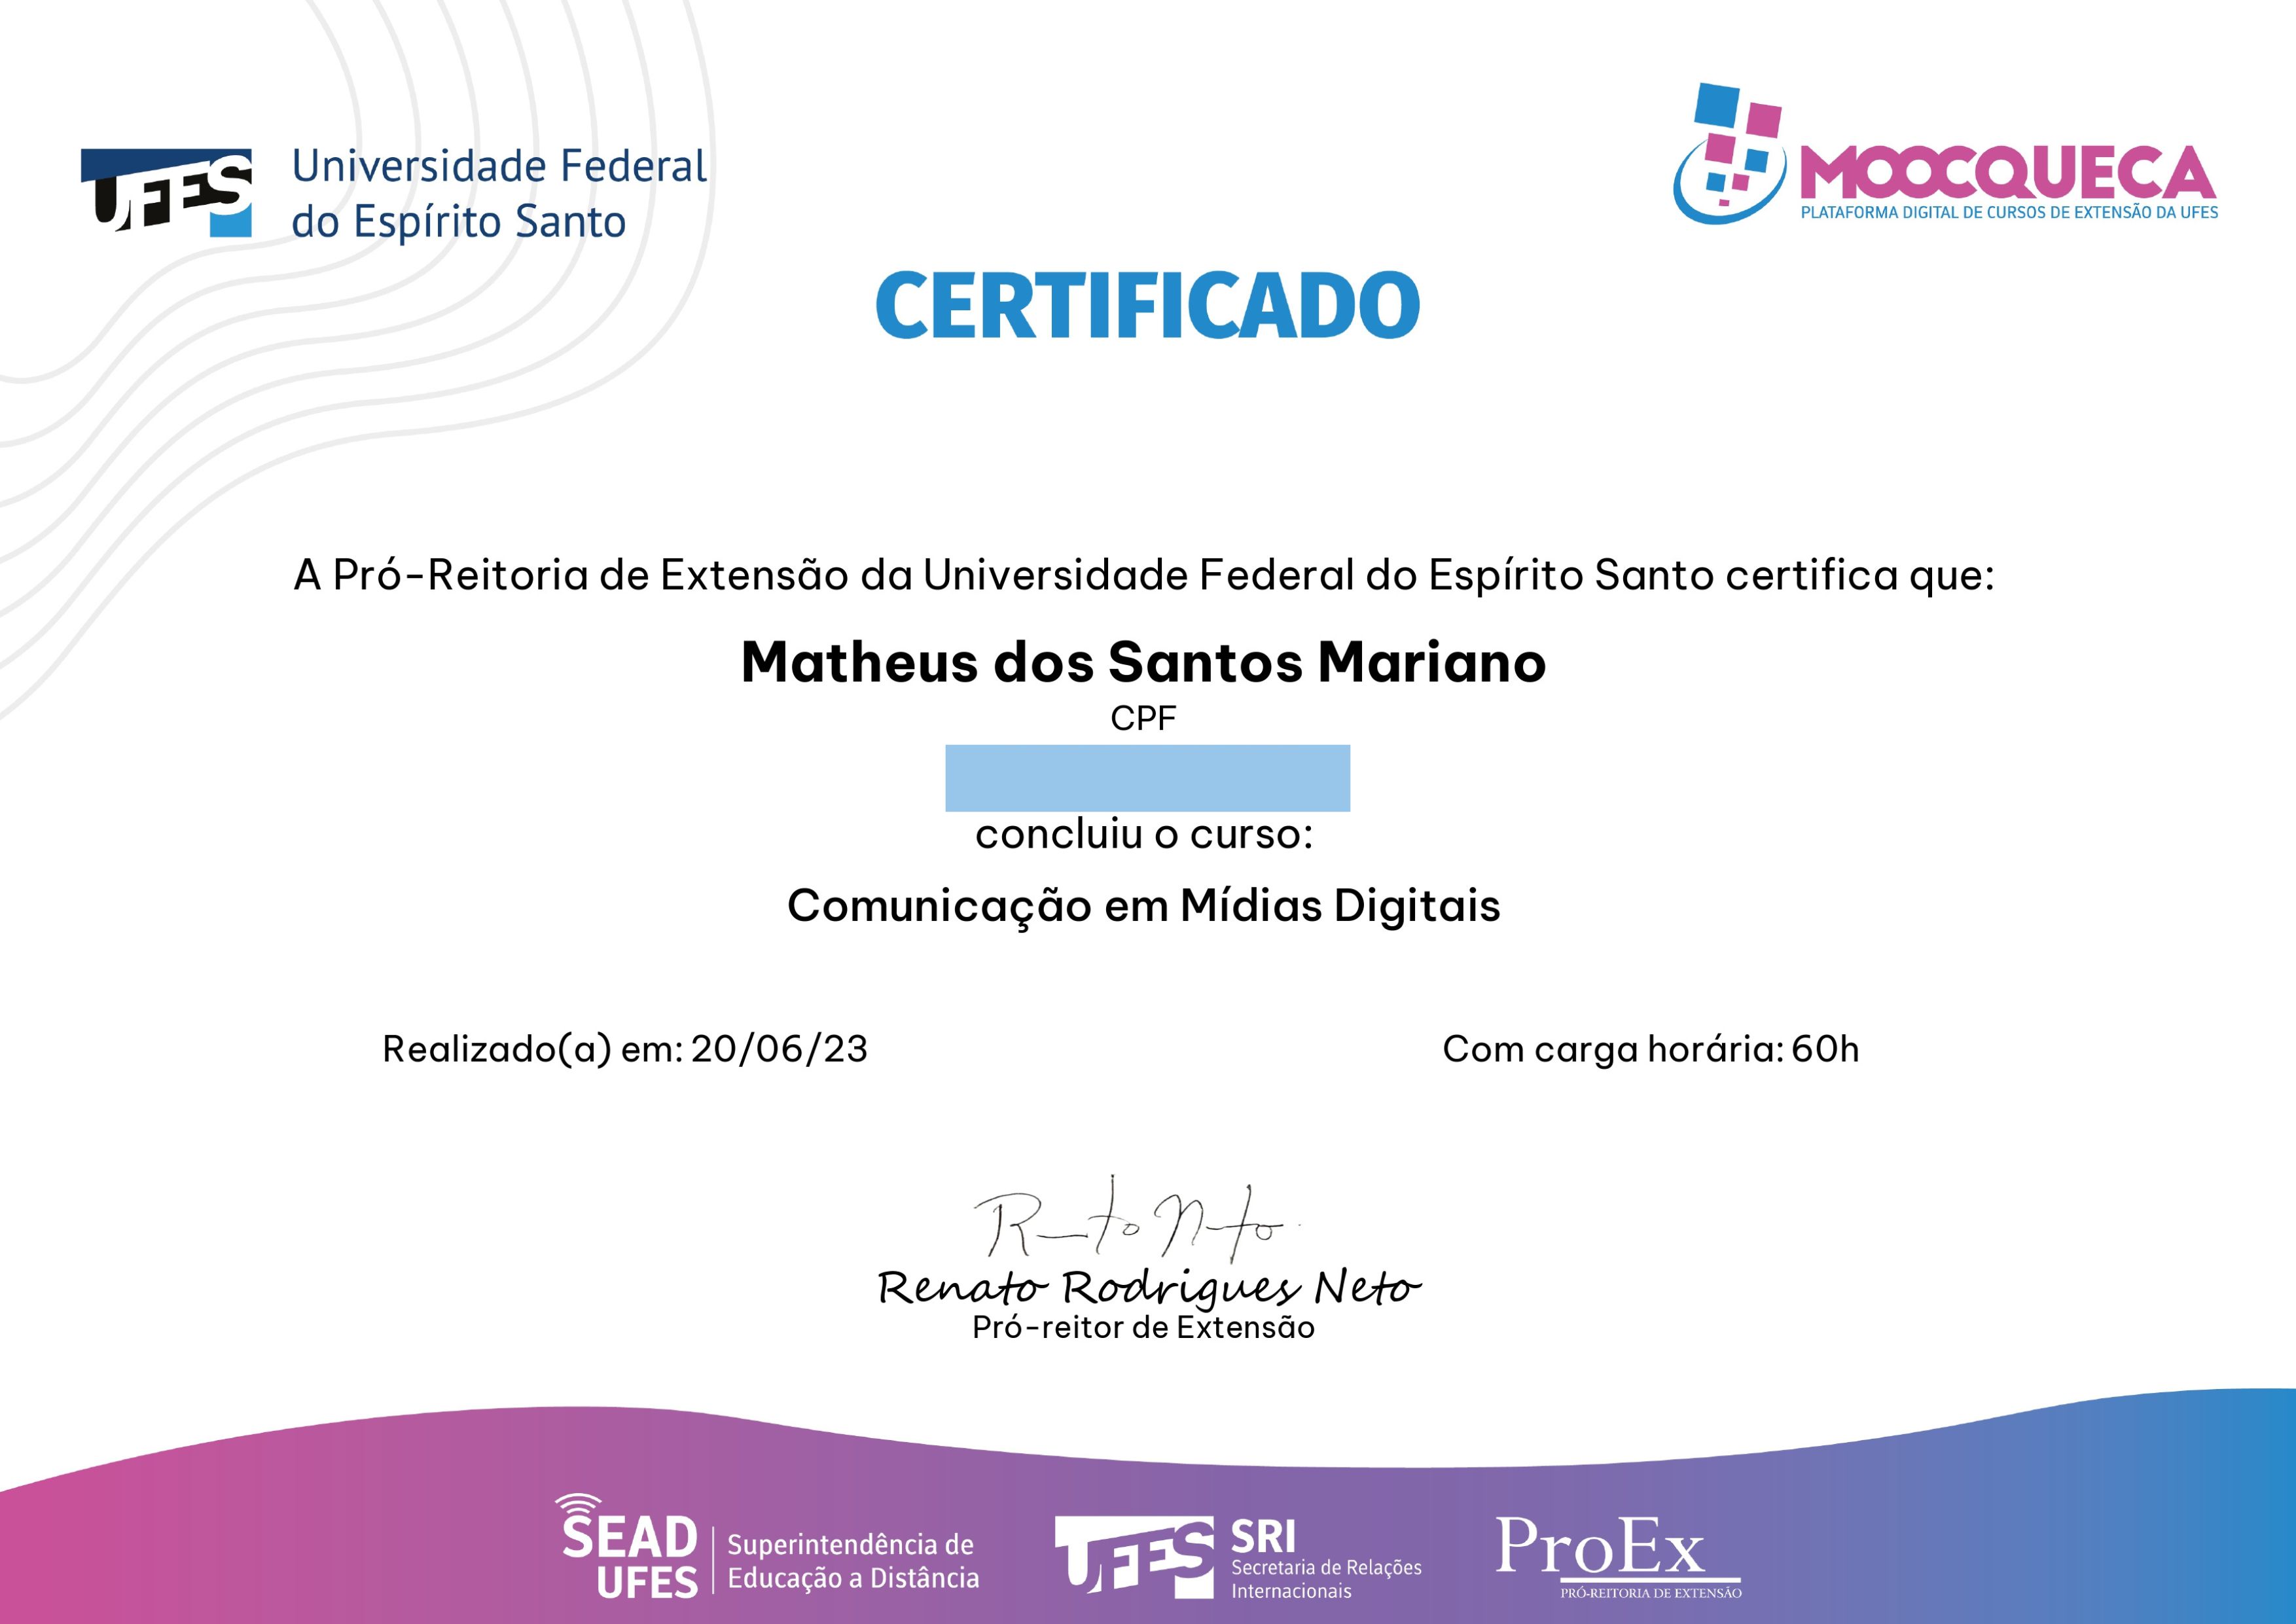 UFES
Universidade Federal
do Espírito Santo
MOOCQUECA
PLATAFORMA DIGITAL DE CURSOS DE EXTENSÃO DA UFES
CERTIFICADO
A Pró-Reitoria de Extensão da Universidade Federal do Espírito Santo certifica que:
Matheus dos Santos Mariano
CPF
concluiu o curso:
Comunicação em Mídias Digitais
Realizado(a) em: 20/06/23
Com carga horária: 60h
Renato Rodrigues Neto
Pró-reitor de Extensão
SEAD
UFES
Superintendência de
Educação a Distância
UFES
SRI
Secretaria de Relações
Internacionais
ProEx
PRÓ-REITORIA DE EXTENSÃO